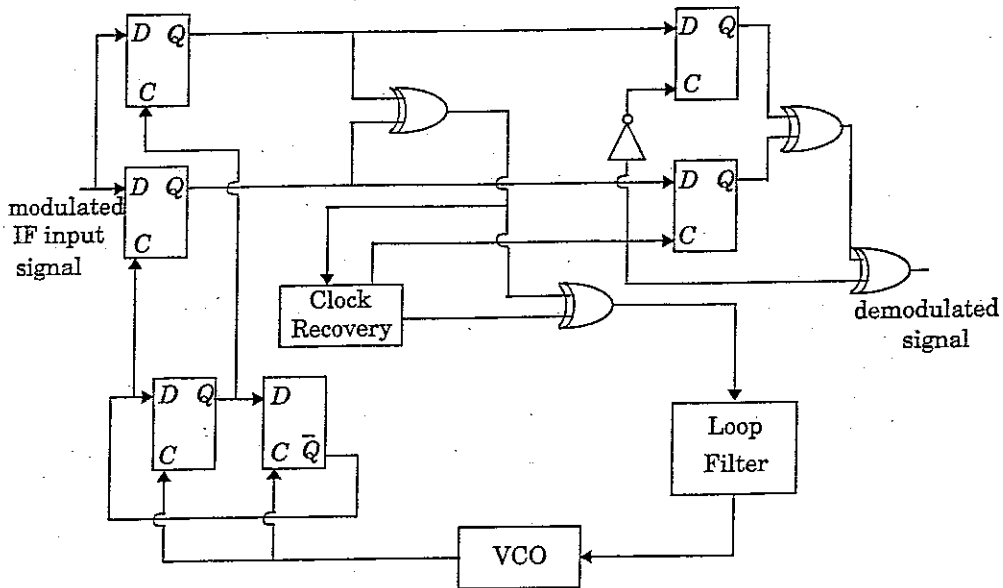 D Q
C
D Q
C
modulated
IF input
signal
D Q
C
D Q
C
Clock
Recovery
demodulated
signal
D Q
C
D
C Q̄
Loop
Filter
VCO